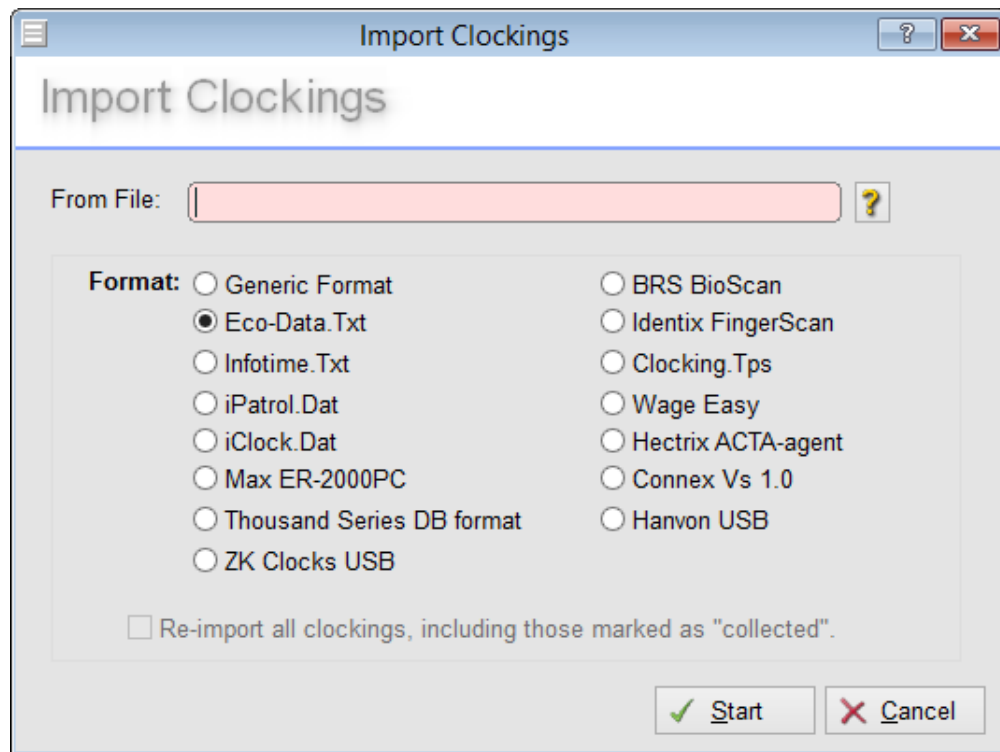 Import Clockings
Import Clockings
From File:
?
Format:
Generic Format
Eco-Data.Txt
Infotime.Txt
iPatrol.Dat
iClock.Dat
Max ER-2000PC
Thousand Series DB format
ZK Clocks USB
BRS BioScan
Identix FingerScan
Clocking.Tps
Wage Easy
Hectrix ACTA-agent
Connex Vs 1.0
Hanvon USB
Re-import all clockings, including those marked as "collected".
Start
Cancel